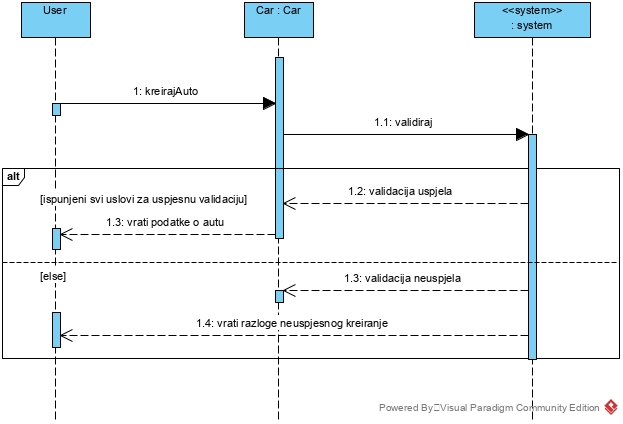 User
Car : Car
<<system>>
: system
1: kreirajAuto
1.1: validiraj
alt
1.2: validacija uspjela
[ispunjeni svi uslovi za uspjesnu validaciju]
1.3: vrati podatke o autu
[else]
1.3: validacija neuspjela
1.4: vrati razloge neuspjesnog kreiranje
Powered By Visual Paradigm Community Edition